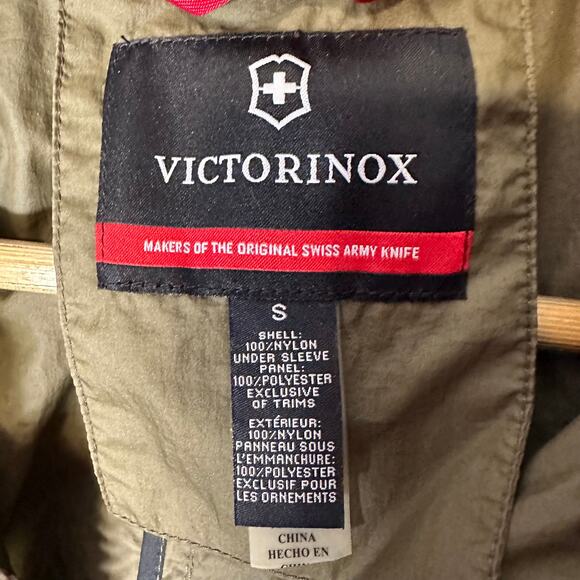 VICTORINOX
MAKERS OF THE ORIGINAL SWISS ARMY KNIFE
S
SHELL:
100%NYLON
UNDER SLEEVE
PANEL:
100%POLYESTER
EXCLUSIVE
OF TRIMS
EXTÉRIEUR:
100%NYLON
PANNEAU SOUS
L'EMMANCHURE:
100%POLYESTER
EXCLUSIF POUR
LES ORNEMENTS
CHINA
HECHO EN